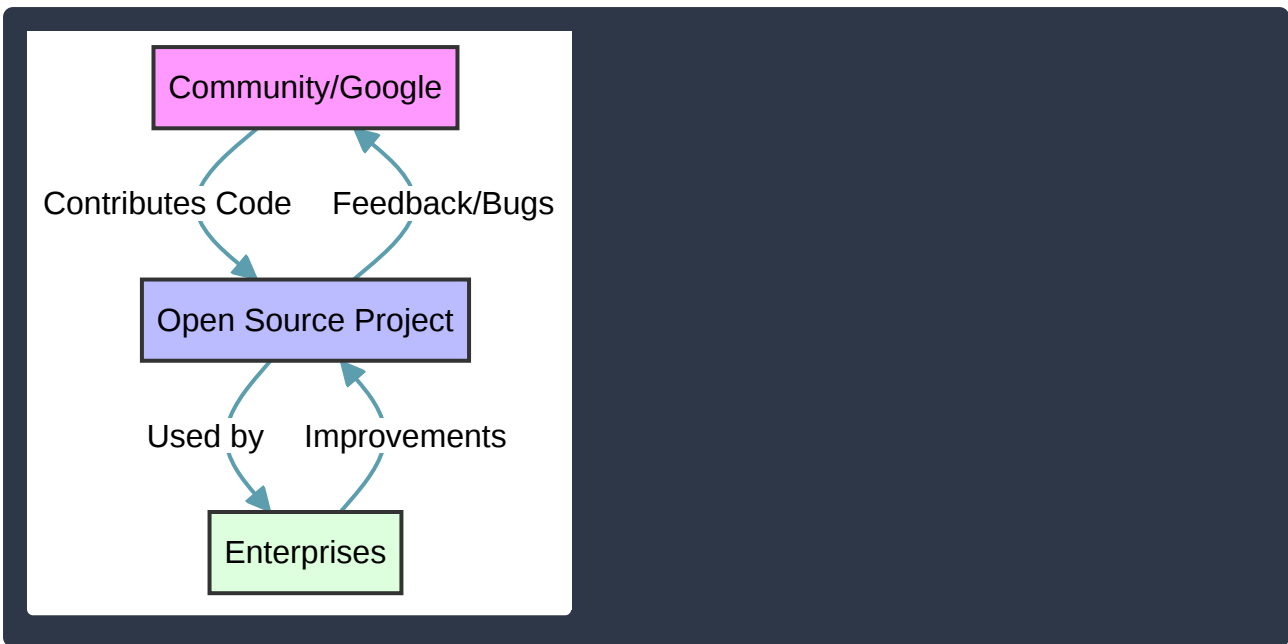 Community/Google
Contributes Code
Feedback/Bugs
Open Source Project
Used by
Improvements
Enterprises